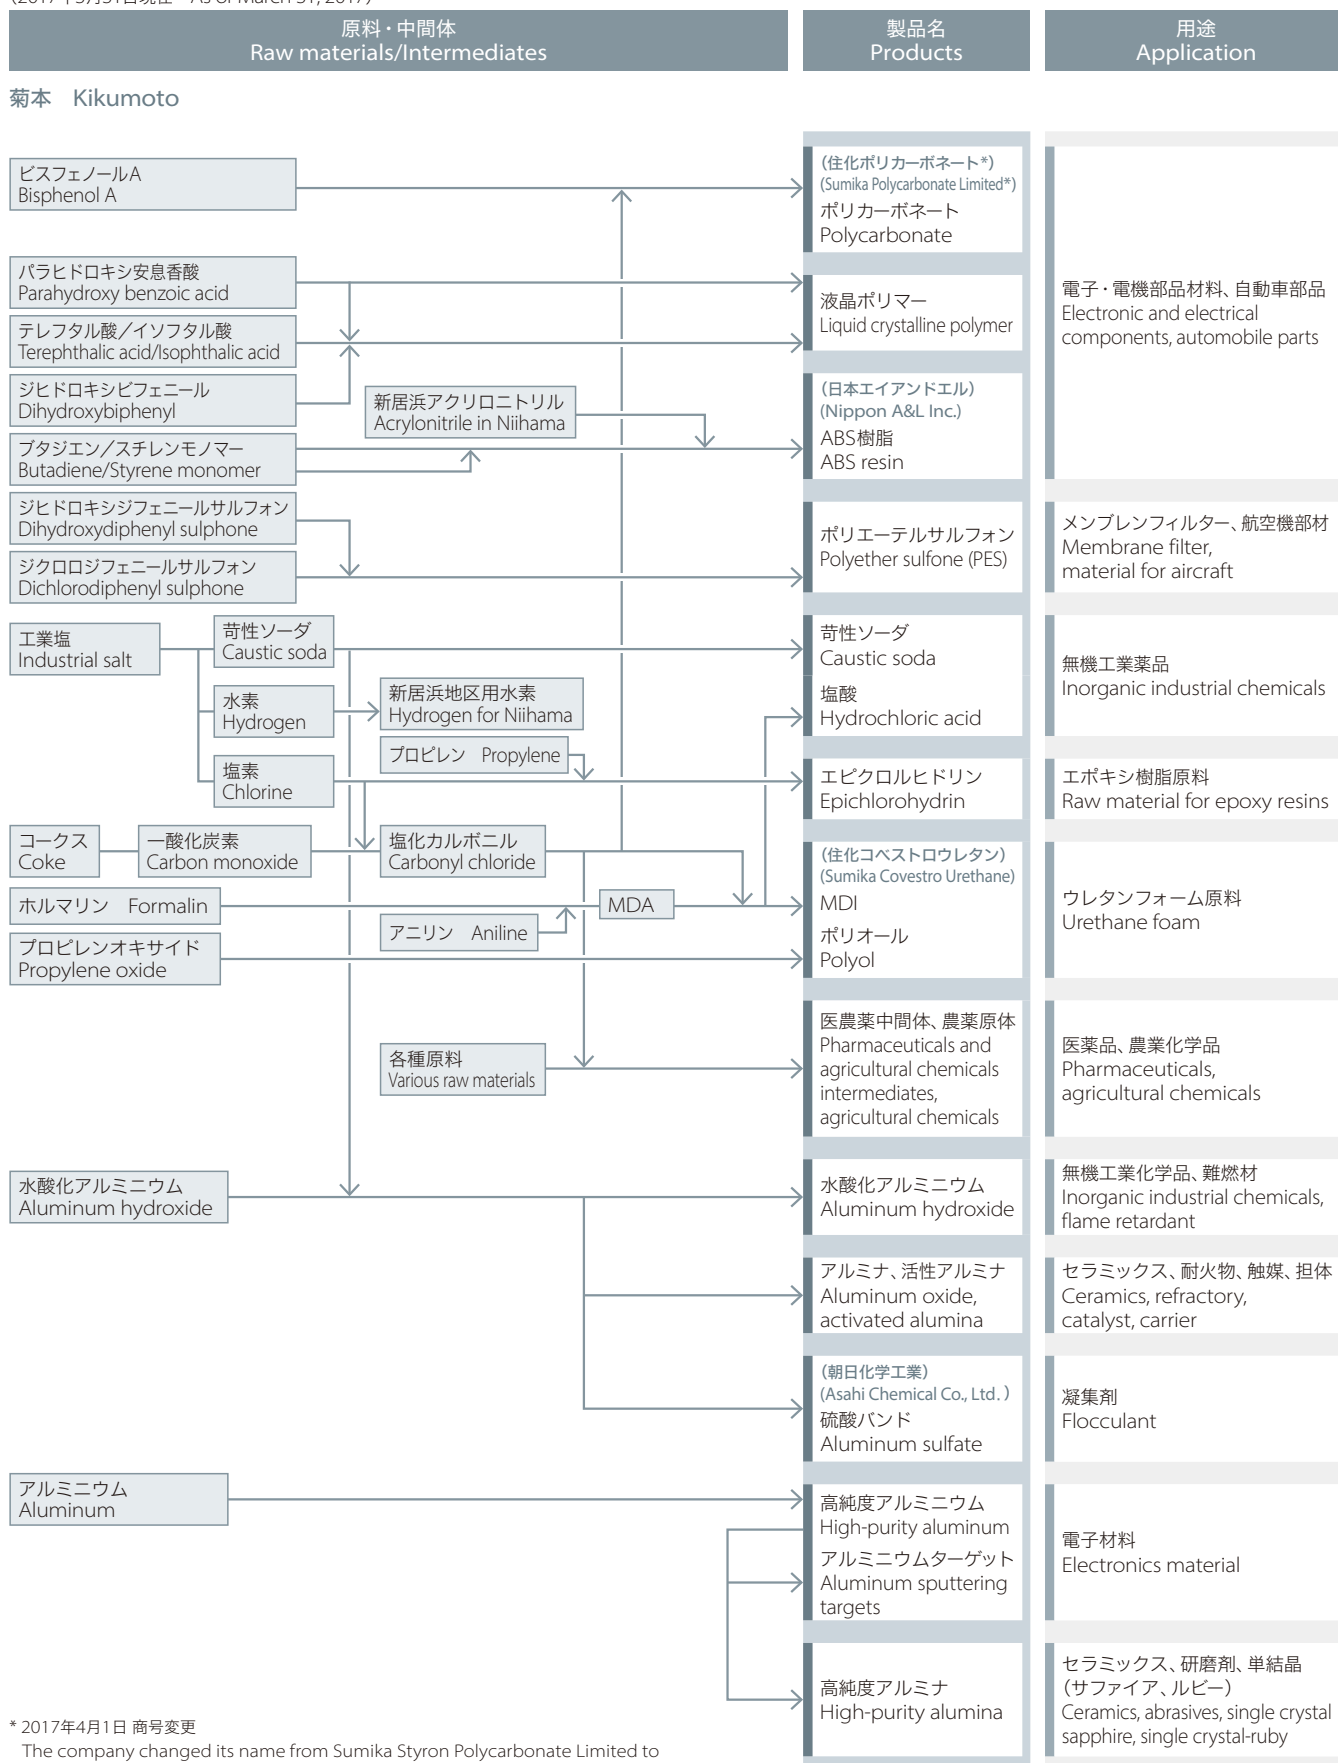 原料・中間体
Raw materials/Intermediates
製品名
Products
用途
Application
菊本　Kikumoto
ビスフェノールA
Bisphenol A
(住化ポリカーボネート*)
(Sumika Polycarbonate Limited*)
ポリカーボネート
Polycarbonate
パラヒドロキシ安息香酸
Parahydroxy benzoic acid
テレフタル酸／イソフタル酸
Terephthalic acid/Isophthalic acid
液晶ポリマー
Liquid crystalline polymer
電子・電機部品材料、自動車部品
Electronic and electrical
components, automobile parts
ジヒドロキシビフェニール
Dihydroxybiphenyl
新居浜アクリロニトリル
Acrylonitrile in Niihama
ブタジエン／スチレンモノマー
Butadiene/Styrene monomer
(日本エイアンドエル)
(Nippon A&L Inc.)
ABS樹脂
ABS resin
ジヒドロキシジフェニールサルフォン
Dihydroxydiphenyl sulphone
ジクロロジフェニールサルフォン
Dichlorodiphenyl sulphone
ポリエーテルサルフォン
Polyether sulfone (PES)
メンブレンフィルター、航空機部材
Membrane filter,
material for aircraft
工業塩
Industrial salt
苛性ソーダ
Caustic soda
苛性ソーダ
Caustic soda
水素
Hydrogen
新居浜地区用水素
Hydrogen for Niihama
塩酸
Hydrochloric acid
無機工業薬品
Inorganic industrial chemicals
プロピレン　Propylene
塩素
Chlorine
エピクロルヒドリン
Epichlorohydrin
エポキシ樹脂原料
Raw material for epoxy resins
コークス
Coke
一酸化炭素
Carbon monoxide
塩化カルボニル
Carbonyl chloride
ホルマリン　Formalin
MDA
アニリン　Aniline
プロピレンオキサイド
Propylene oxide
(住化コベストロウレタン)
(Sumika Covestro Urethane)
MDI
ポリオール
Polyol
ウレタンフォーム原料
Urethane foam
各種原料
Various raw materials
医農薬中間体、農薬原体
Pharmaceuticals and
agricultural chemicals
intermediates,
agricultural chemicals
医薬品、農業化学品
Pharmaceuticals,
agricultural chemicals
水酸化アルミニウム
Aluminum hydroxide
水酸化アルミニウム
Aluminum hydroxide
無機工業化学品、難燃材
Inorganic industrial chemicals,
flame retardant
アルミナ、活性アルミナ
Aluminum oxide,
activated alumina
セラミックス、耐火物、触媒、担体
Ceramics, refractory,
catalyst, carrier
(朝日化学工業)
(Asahi Chemical Co., Ltd. )
硫酸バンド
Aluminum sulfate
凝集剤
Flocculant
アルミニウム
Aluminum
高純度アルミニウム
High-purity aluminum
アルミニウムターゲット
Aluminum sputtering
targets
電子材料
Electronics material
高純度アルミナ
High-purity alumina
セラミックス、研磨剤、単結晶
(サファイア、ルビー)
Ceramics, abrasives, single crystal
sapphire, single crystal-ruby
* 2017年4月1日 商号変更
The company changed its name from Sumika Styron Polycarbonate Limited to